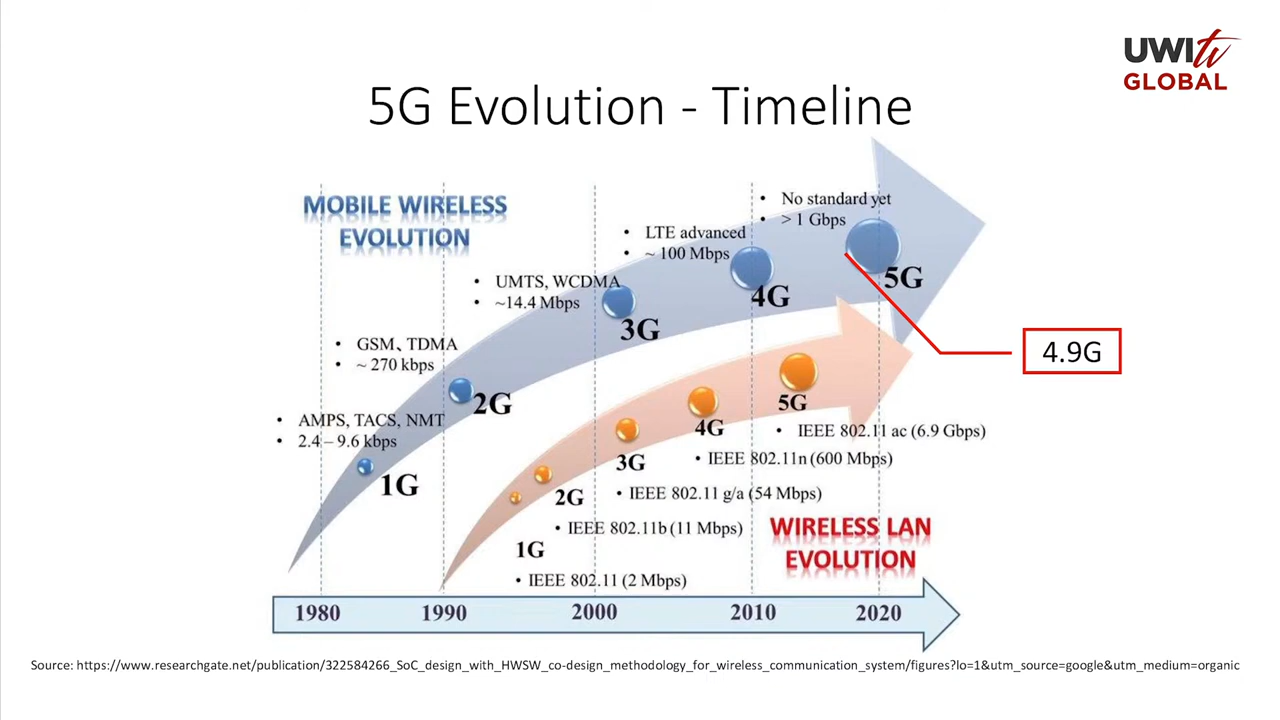 UWI tv
GLOBAL
5G Evolution - Timeline
MOBILE WIRELESS
EVOLUTION
• No standard yet
• > 1 Gbps
5G
• LTE advanced
• ~ 100 Mbps
4G
• UMTS, WCDMA
• ~14.4 Mbps
3G
• GSM、TDMA
• ~ 270 kbps
2G
• AMPS, TACS, NMT
• 2.4 – 9.6 kbps
1G
4.9G
5G
• IEEE 802.11 ac (6.9 Gbps)
4G
• IEEE 802.11n (600 Mbps)
3G
• IEEE 802.11 g/a (54 Mbps)
2G
• IEEE 802.11b (11 Mbps)
1G
• IEEE 802.11 (2 Mbps)
WIRELESS LAN
EVOLUTION
1980 1990 2000 2010 2020
Source: https://www.researchgate.net/publication/322584266_SoC_design_with_HWSW_co-design_methodology_for_wireless_communication_system/figures?lo=1&utm_source=google&utm_medium=organic